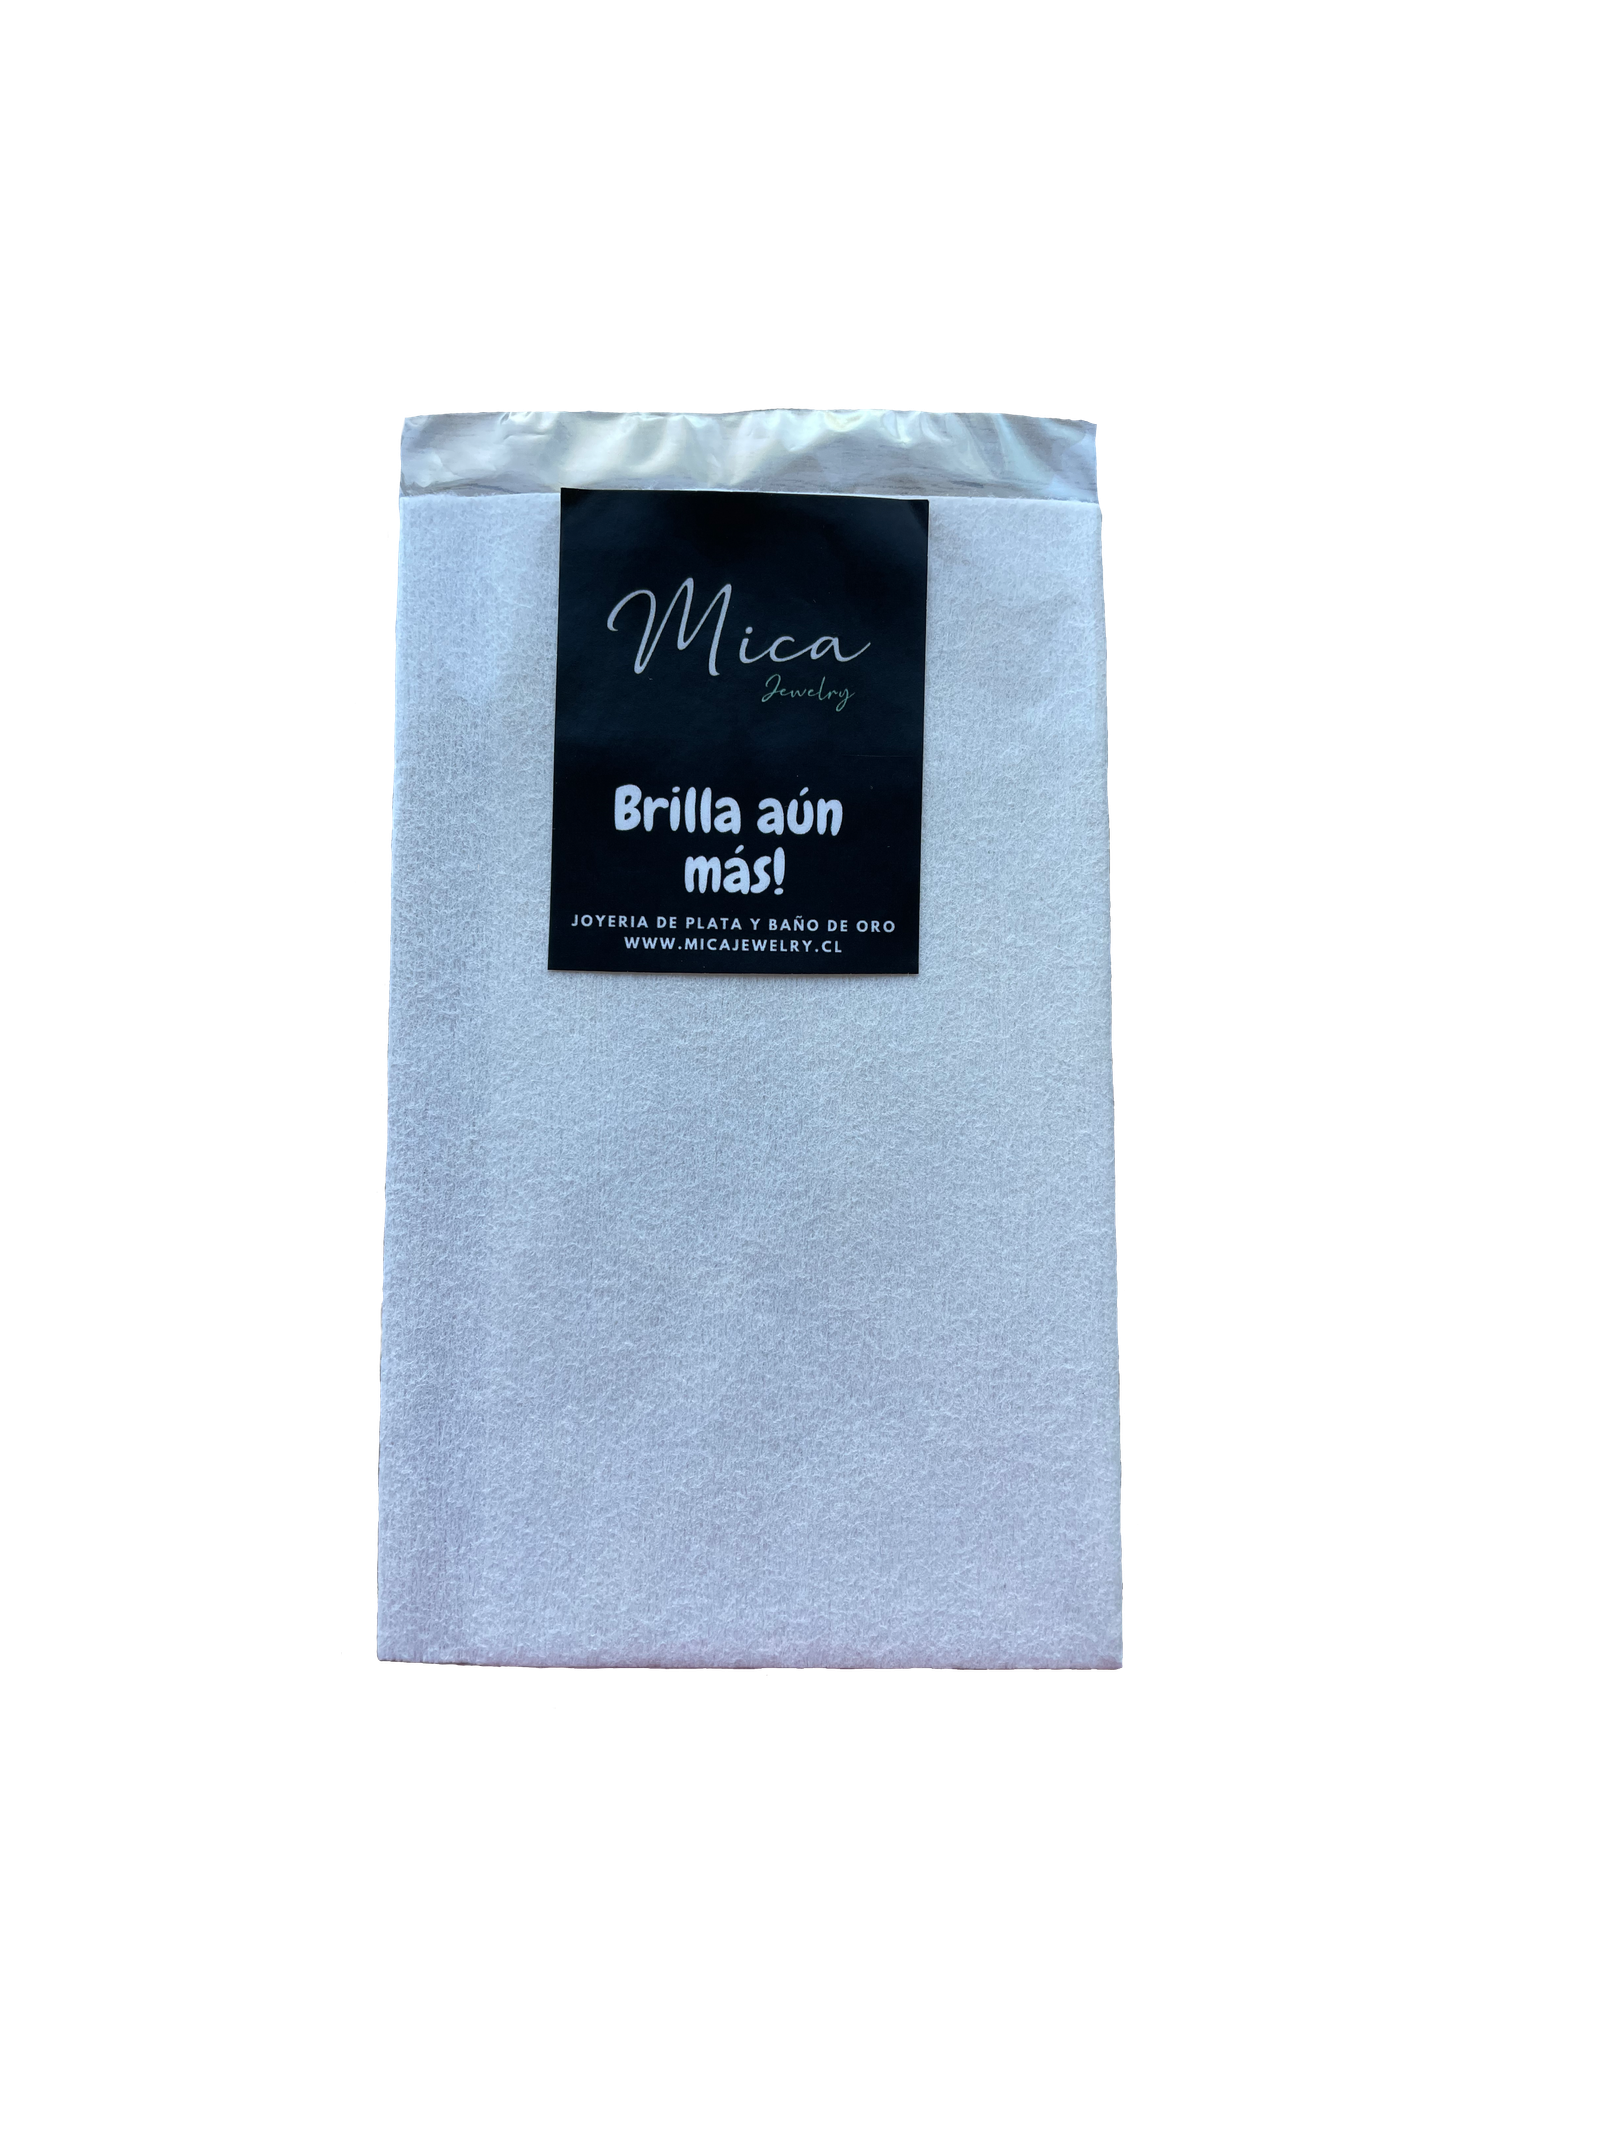 Mica
Jewelry
Brilla aún
más!
JOYERIA DE PLATA Y BAÑO DE ORO
WWW.MICAJEWELRY.CL